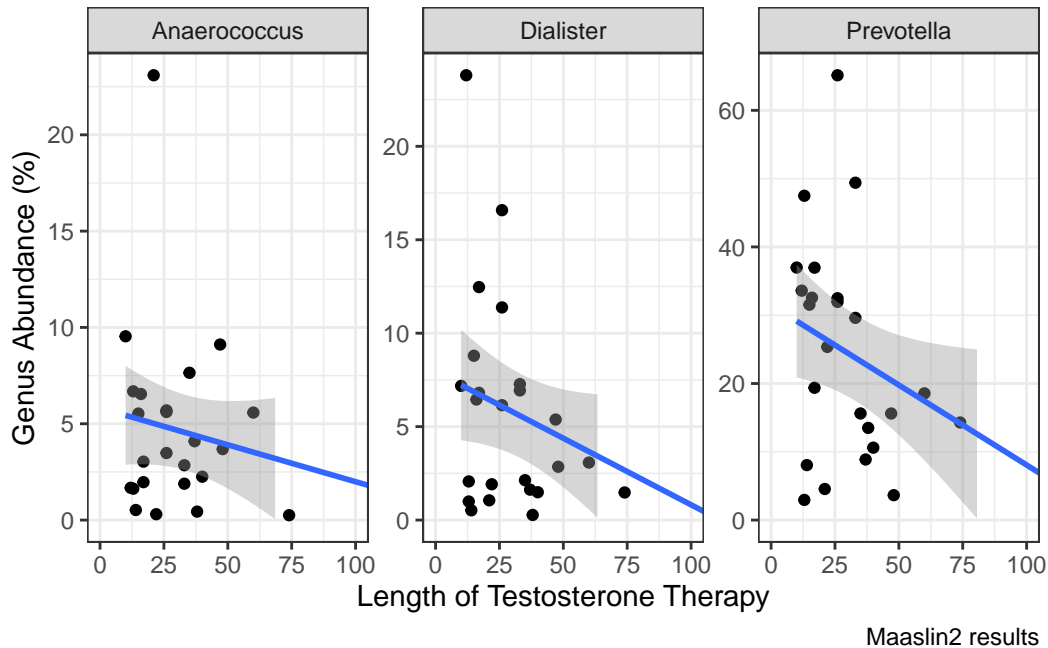 Anaerococcus
Dialister
Prevotella
Genus Abundance (%)
20
15
10
5
0
20
15
10
5
0
60
40
20
0
0 25 50 75 100
0 25 50 75 100
0 25 50 75 100
Length of Testosterone Therapy
Maaslin2 results